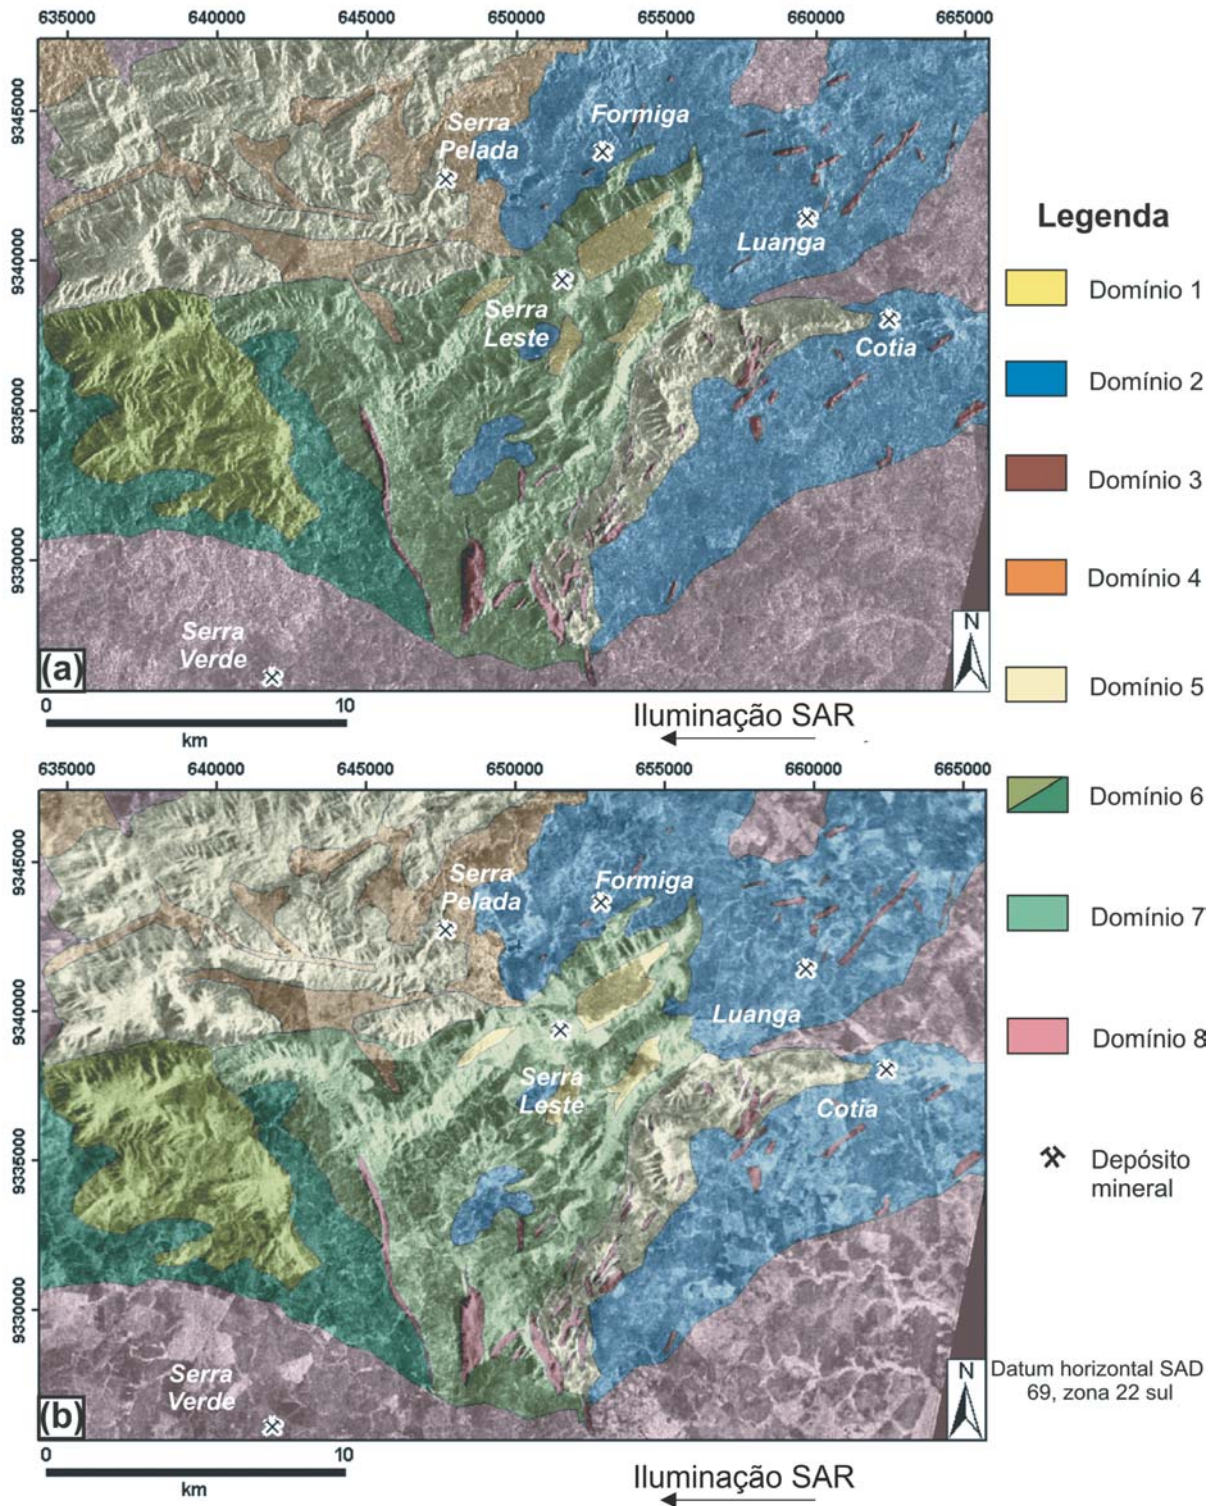 635000 640000 645000 650000 655000 660000 665000
9345000
9340000
9335000
9330000
Formiga
Serra
Pelada
Luanga
Serra
Leste
Cotia
Serra
Verde
(a)
N
0 10
km
Iluminação SAR
Legenda
Domínio 1
Domínio 2
Domínio 3
Domínio 4
Domínio 5
Domínio 6
Domínio 7
Domínio 8
Depósito
mineral
Datum horizontal SAD
69, zona 22 sul
635000 640000 645000 650000 655000 660000 665000
9345000
9340000
9335000
9330000
Serra
Pelada
Formiga
Luanga
Serra
Leste
Cotia
Serra
Verde
(b)
N
0 10
km
Iluminação SAR